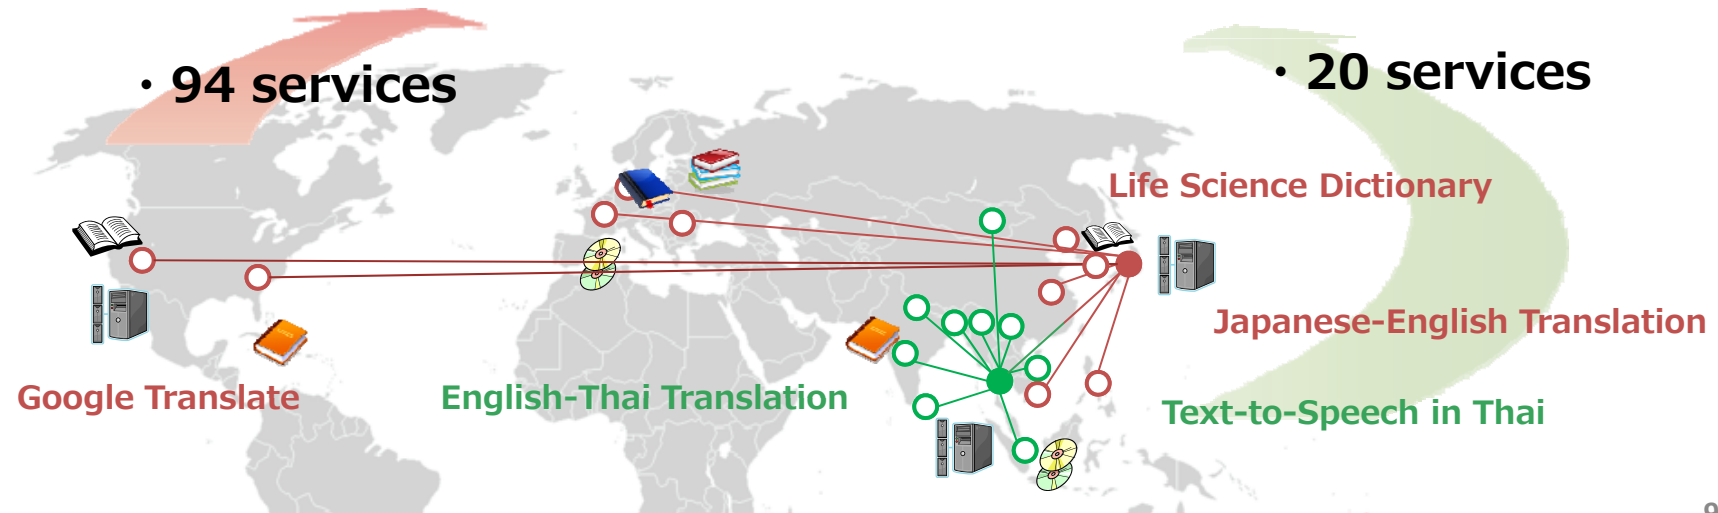 ・94 services
・20 services
Life Science Dictionary
Japanese-English Translation
Google Translate
English-Thai Translation
Text-to-Speech in Thai
9